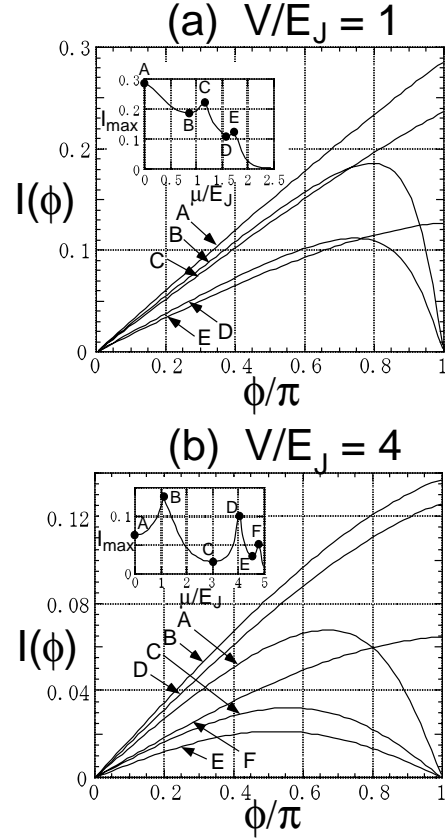 (a) V/E_J = 1
0.3
0.2
0.1
0
I(ϕ)
A
B
C
D
E
0.3
0.2
0.1
0
I_max
A
B
C
D
E
0 0.5 1 1.5 2 2.5
μ/E_J
0 0.2 0.4 0.6 0.8 1
ϕ/π
(b) V/E_J = 4
0.12
0.08
0.04
0
I(ϕ)
0.1
I_max
A
B
C
D
E
F
0 1 2 3 4 5
μ/E_J
A
B
C
D
E
F
0 0.2 0.4 0.6 0.8 1
ϕ/π